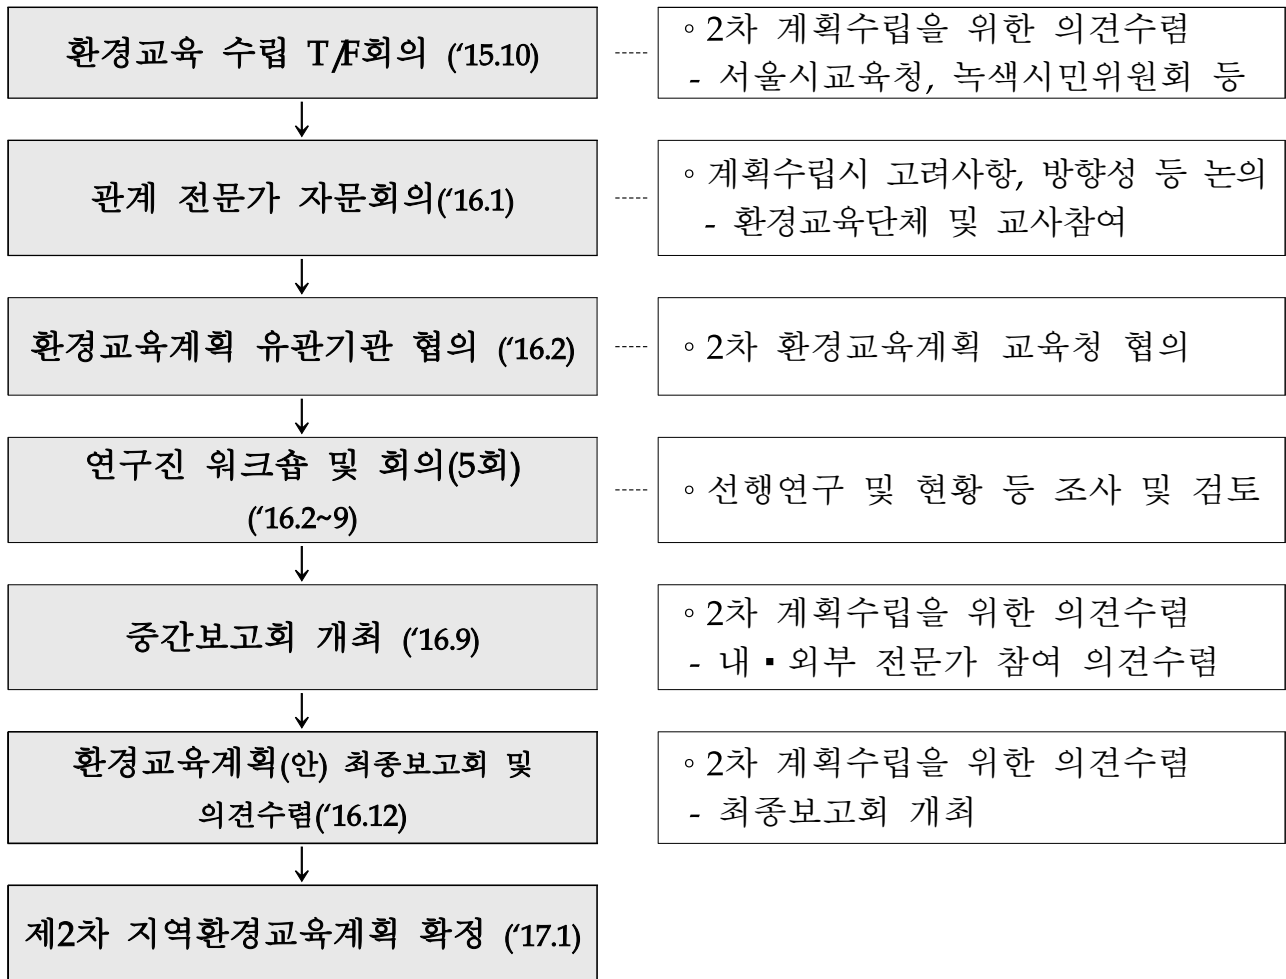 환경교육 수립 T/F회의 (‘15.10)
◦ 2차 계획수립을 위한 의견수렴
- 서울시교육청, 녹색시민위원회 등
관계 전문가 자문회의(‘16.1)
◦ 계획수립시 고려사항, 방향성 등 논의
- 환경교육단체 및 교사참여
환경교육계획 유관기관 협의 (‘16.2)
◦ 2차 환경교육계획 교육청 협의
연구진 워크숍 및 회의(5회)
(‘16.2~9)
◦ 선행연구 및 현황 등 조사 및 검토
중간보고회 개최 (‘16.9)
◦ 2차 계획수립을 위한 의견수렴
- 내▪외부 전문가 참여 의견수렴
환경교육계획(안) 최종보고회 및
의견수렴(‘16.12)
◦ 2차 계획수립을 위한 의견수렴
- 최종보고회 개최
제2차 지역환경교육계획 확정 (‘17.1)